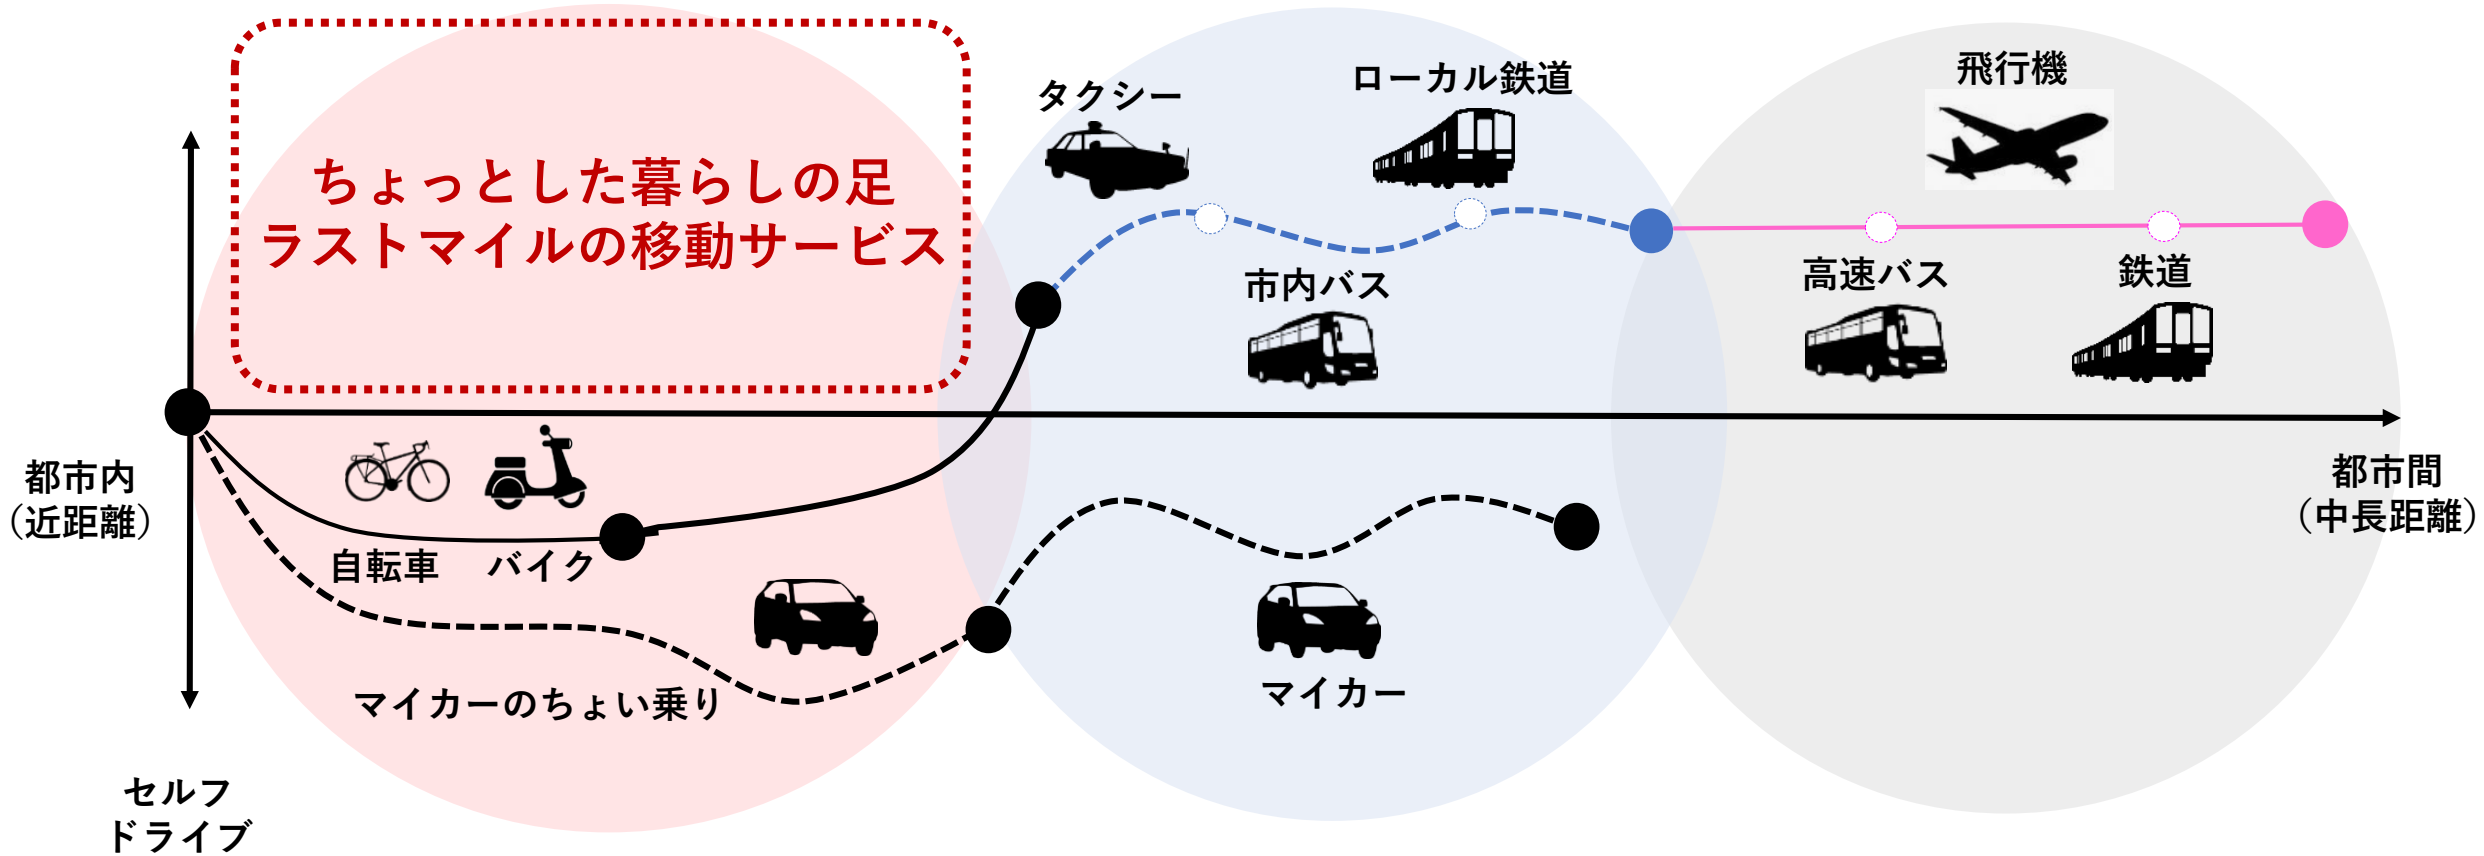 ちょっとした暮らしの足
ラストマイルの移動サービス
タクシー
ローカル鉄道
市内バス
飛行機
高速バス
鉄道
都市内
（近距離）
都市間
（中長距離）
自転車
バイク
マイカーのちょい乗り
マイカー
セルフ
ドライブ